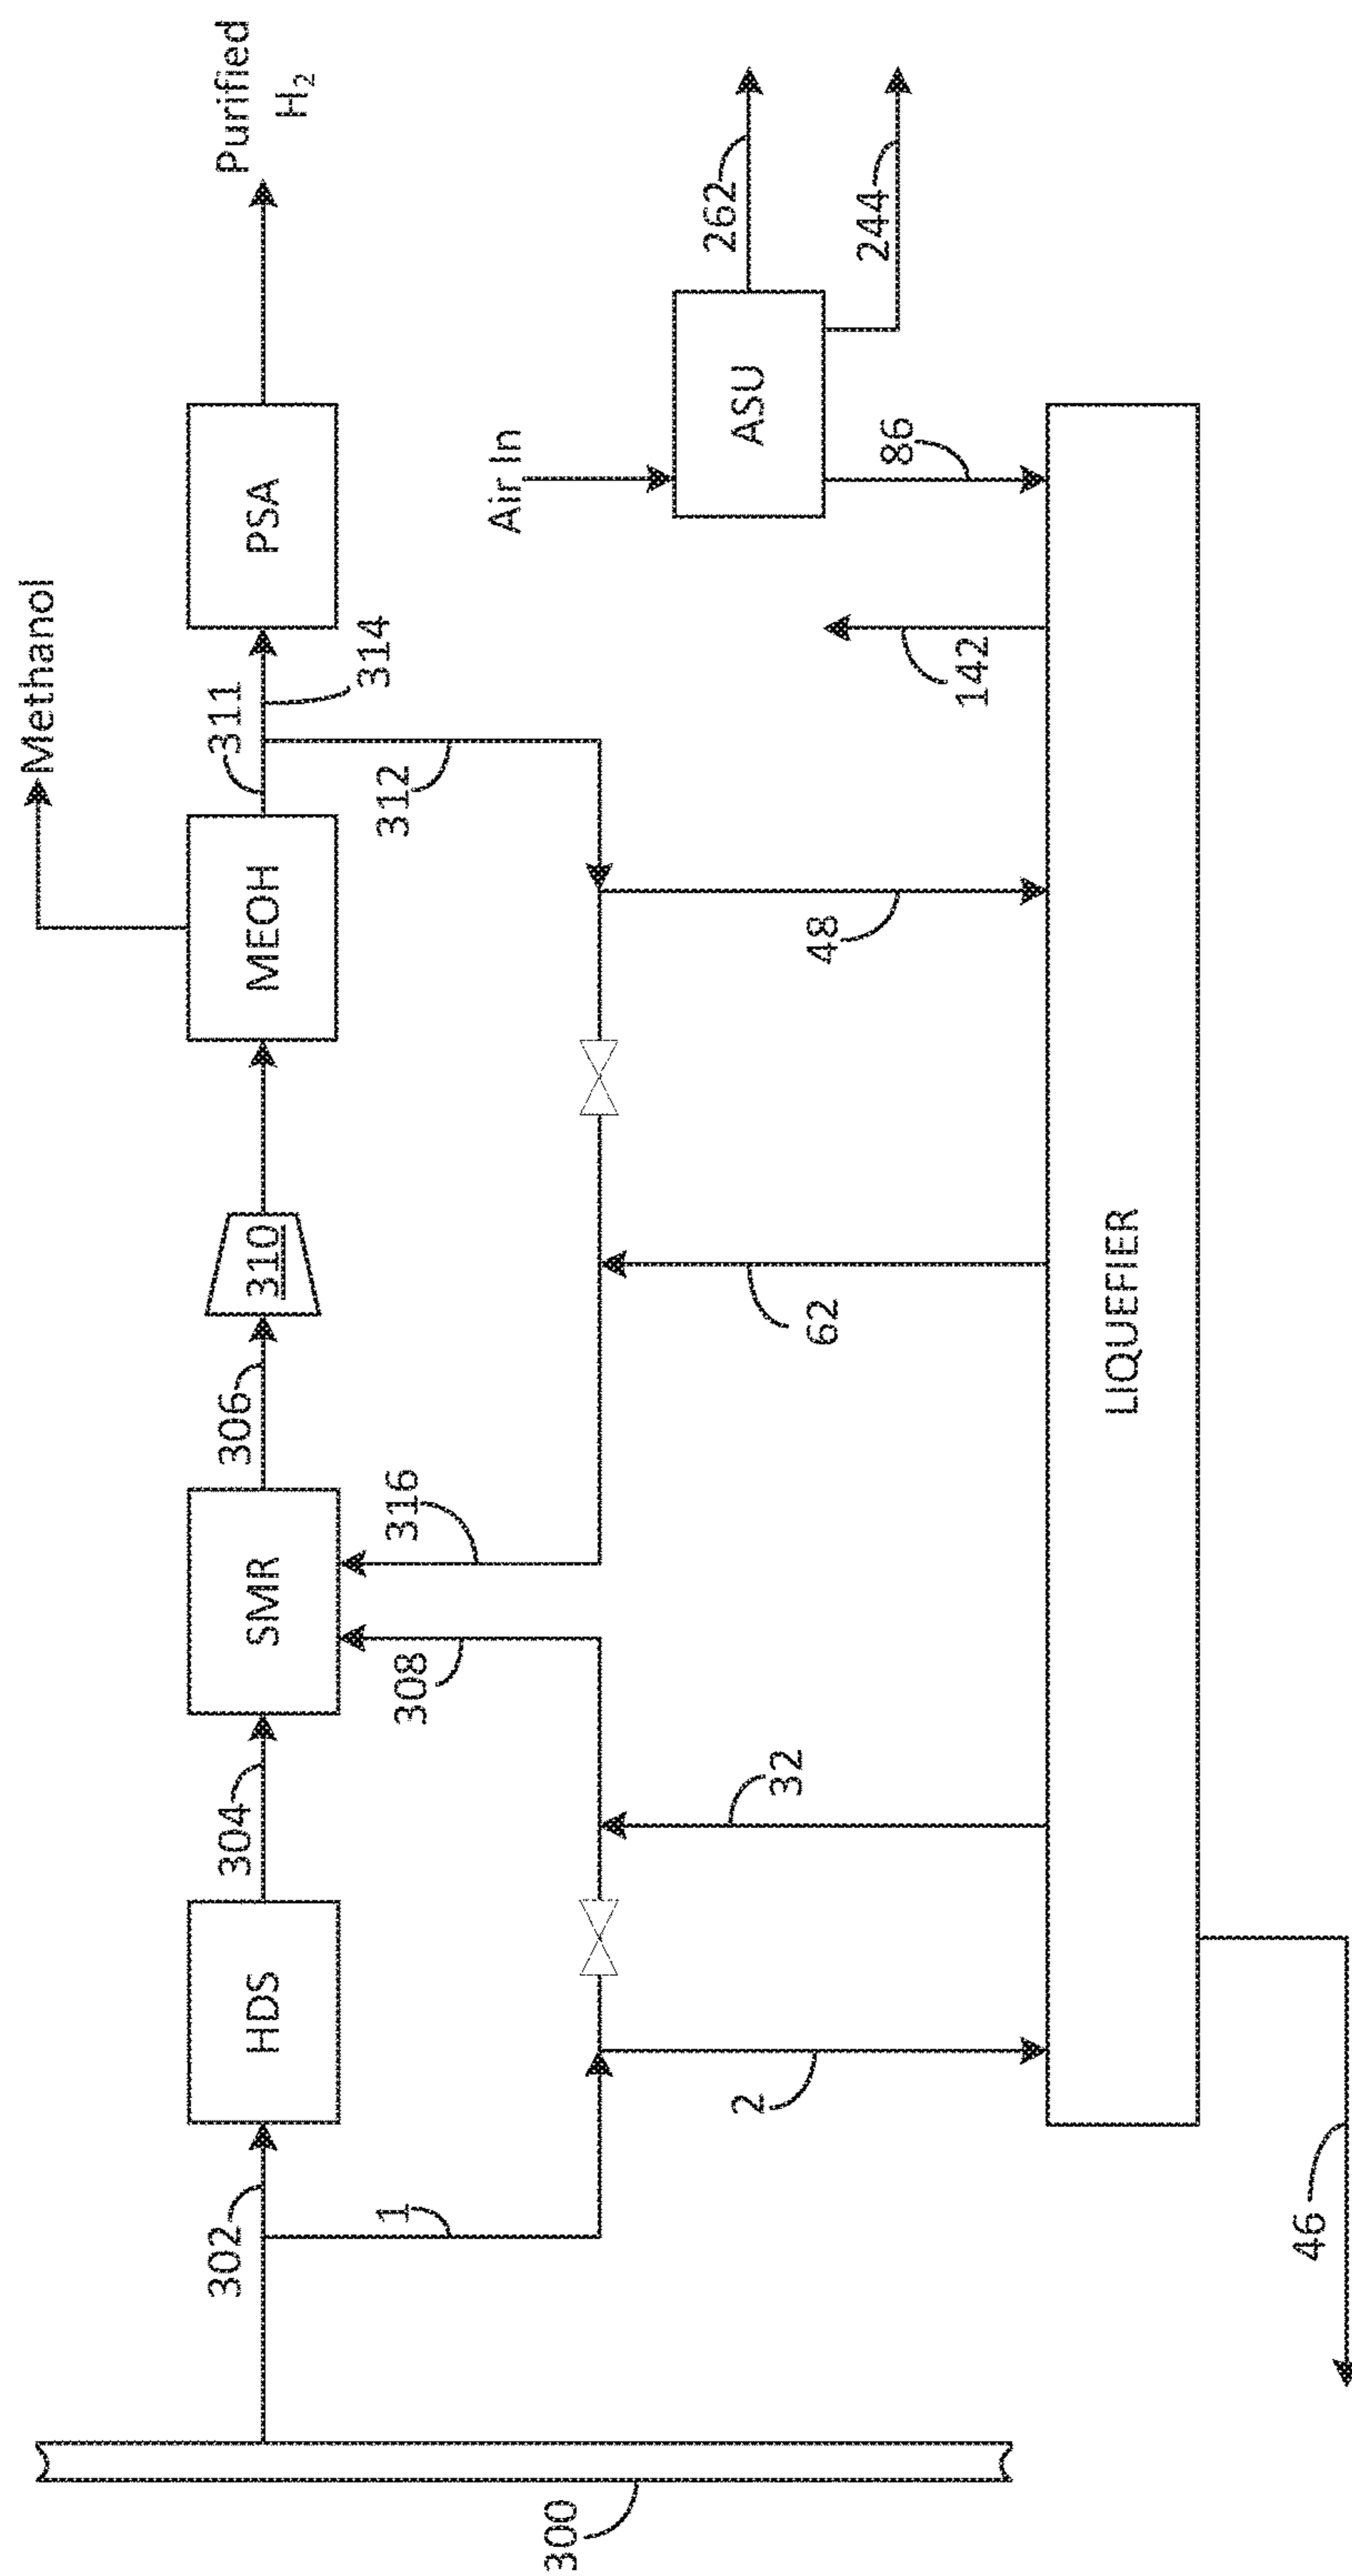 Methanol
Purified
H₂
302
HDS
304
SMR
306
310
MEOH
311
314
PSA
1
308
316
312
Air In
ASU
262
244
2
32
62
48
142
86
LIQUEFIER
300
46